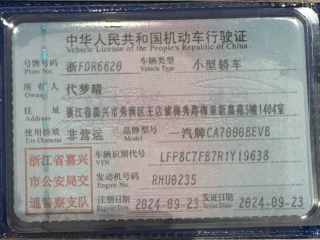 中华人民共和国机动车行驶证
Vehicle License of the People's Republic of China
号牌号码 Plate No. 浙FDR6620 车辆类型 Vehicle Type 小型轿车
所有人 Owner 代梦晴
住址 Address 浙江省嘉兴市秀洲区王店镇梅秀路梅里新嘉苑5幢1404室
使用性质 Use Character 非营运 品牌型号 Model 一汽牌CA7000BEVB
浙江省嘉兴市公安局交通警察支队
车辆识别代号 VIN LFP8C7FB7R1Y19638
发动机号码 Engine No. RHU0235
注册日期 Register Date 2024-09-23 发证日期 Issue Date 2024-09-23